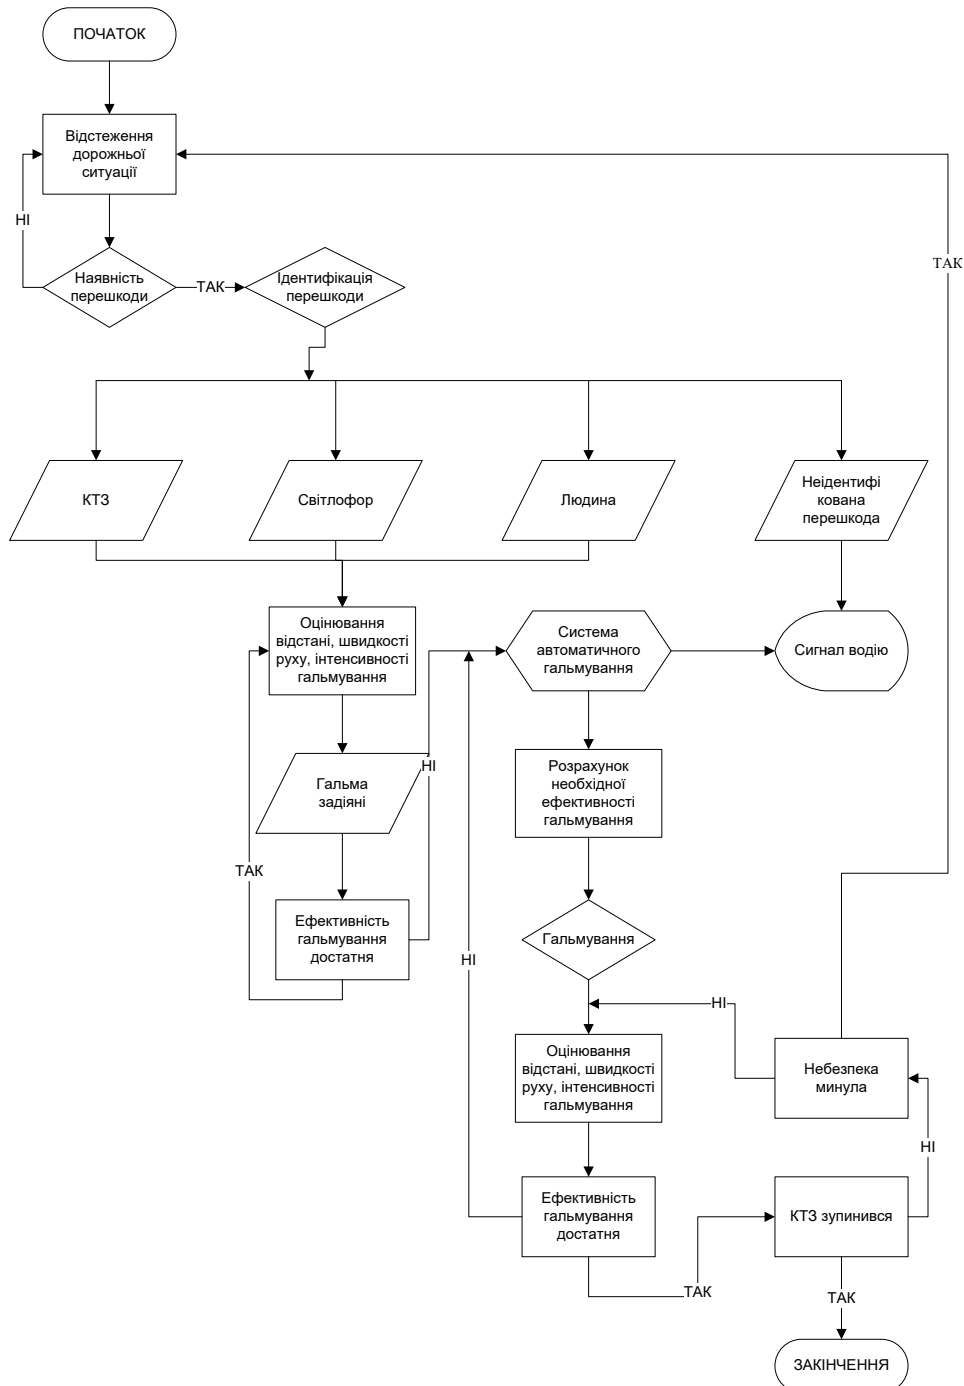 ПОЧАТОК
Відстеження
дорожньої
ситуації
НІ
ТАК
Наявність
перешкоди
ТАК
Ідентифікація
перешкоди
КТЗ
Світлофор
Людина
Неідентифі
кована
перешкода
Оцінювання
відстані, швидкості
руху, інтенсивності
гальмування
Система
автоматичного
гальмування
Сигнал водію
НІ
Гальма
задіяні
Розрахунок
необхідної
ефективності
гальмування
ТАК
Ефективність
гальмування
достатня
Гальмування
НІ
НІ
Оцінювання
відстані, швидкості
руху, інтенсивності
гальмування
Небезпека
минула
НІ
Ефективність
гальмування
достатня
КТЗ зупинився
ТАК
ТАК
ЗАКІНЧЕННЯ